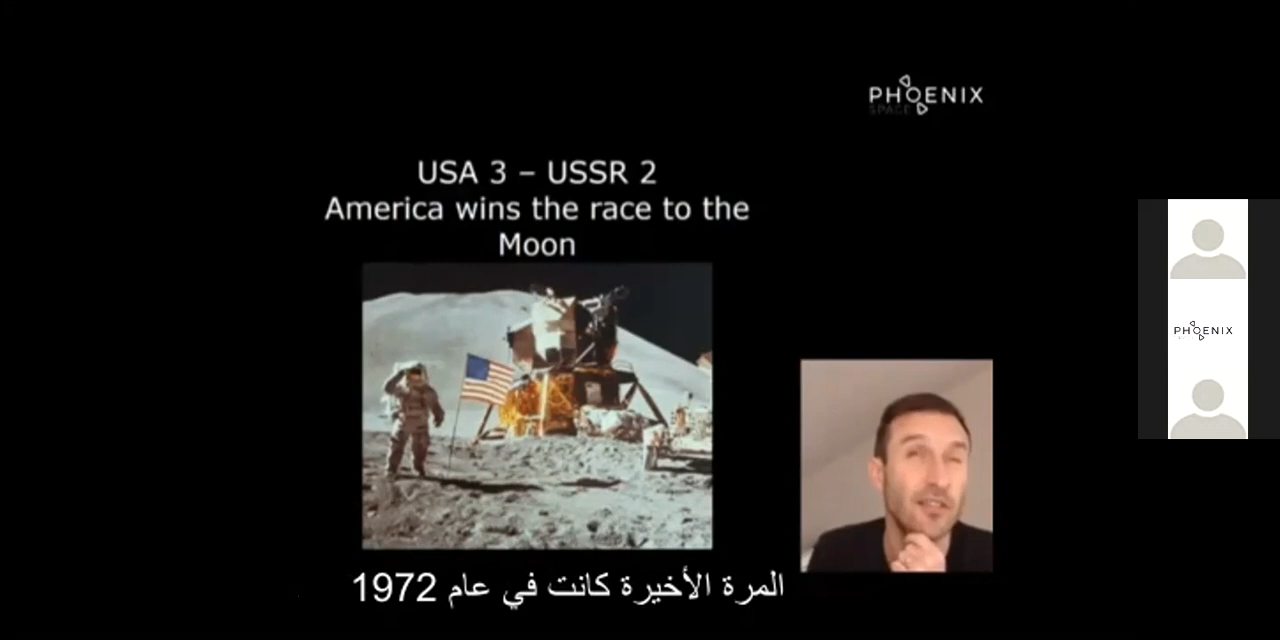 PHOENIX
SPACE
USA 3 – USSR 2
America wins the race to the
Moon
PHOENIX
المرة الأخيرة كانت في عام 1972